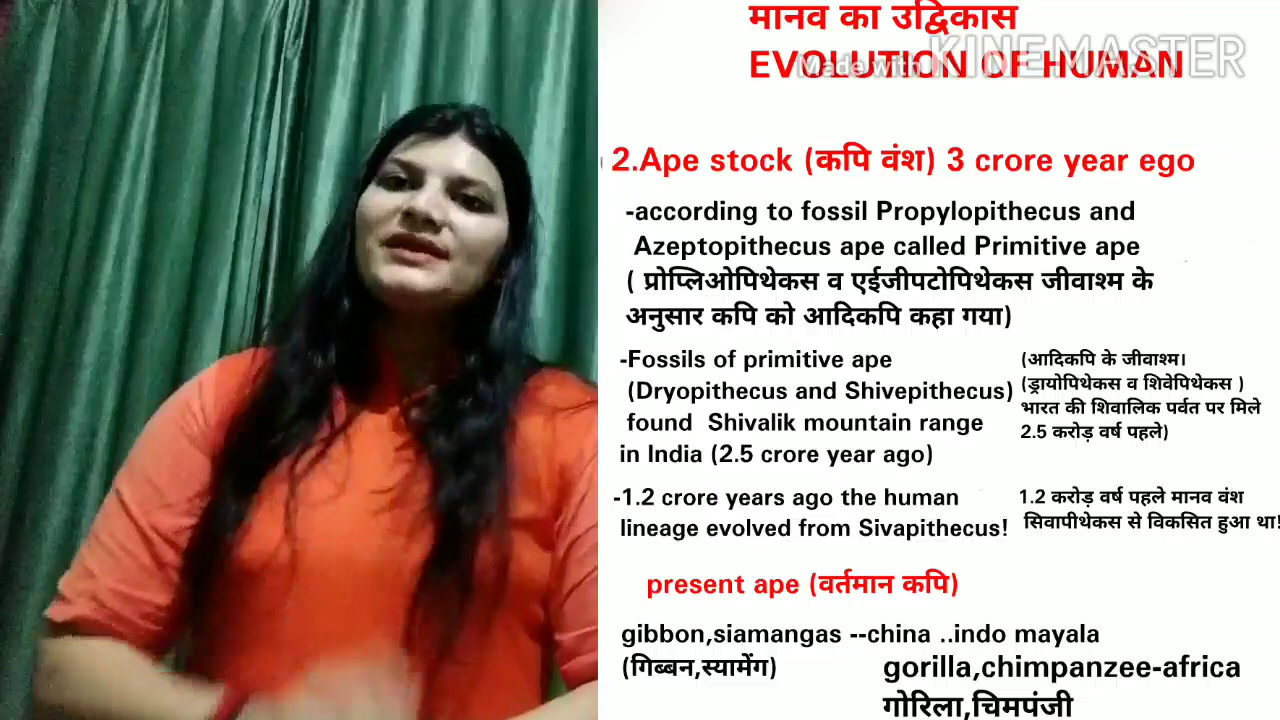 मानव का उद्विकास
EVOLUTION OF HUMAN
Made with KINEMASTER
2.Ape stock (कपि वंश) 3 crore year ego
-according to fossil Propylopithecus and
Azeptopithecus ape called Primitive ape
( प्रोप्लिओपिथेकस व एईजीपटोपिथेकस जीवाश्म के
अनुसार कपि को आदिकपि कहा गया)
-Fossils of primitive ape
(Dryopithecus and Shivepithecus)
found Shivalik mountain range
in India (2.5 crore year ago)
(आदिकपि के जीवाश्म।
(ड्रायोपिथेकस व शिवेपिथेकस )
भारत की शिवालिक पर्वत पर मिले
2.5 करोड़ वर्ष पहले)
-1.2 crore years ago the human
lineage evolved from Sivapithecus!
1.2 करोड़ वर्ष पहले मानव वंश
सिवापीथेकस से विकसित हुआ था!
present ape (वर्तमान कपि)
gibbon,siamangas --china ..indo mayala
(गिब्बन,स्यामेंग)
gorilla,chimpanzee-africa
गोरिला,चिमपंजी